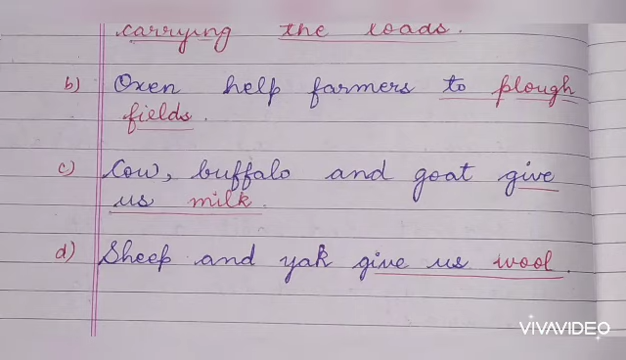 carrying the loads.
b) Oxen help farmers to plough
fields.
c) Cow, buffalo and goat give
us milk.
d) Sheep and yak give us wool.
VIVAVIDEO